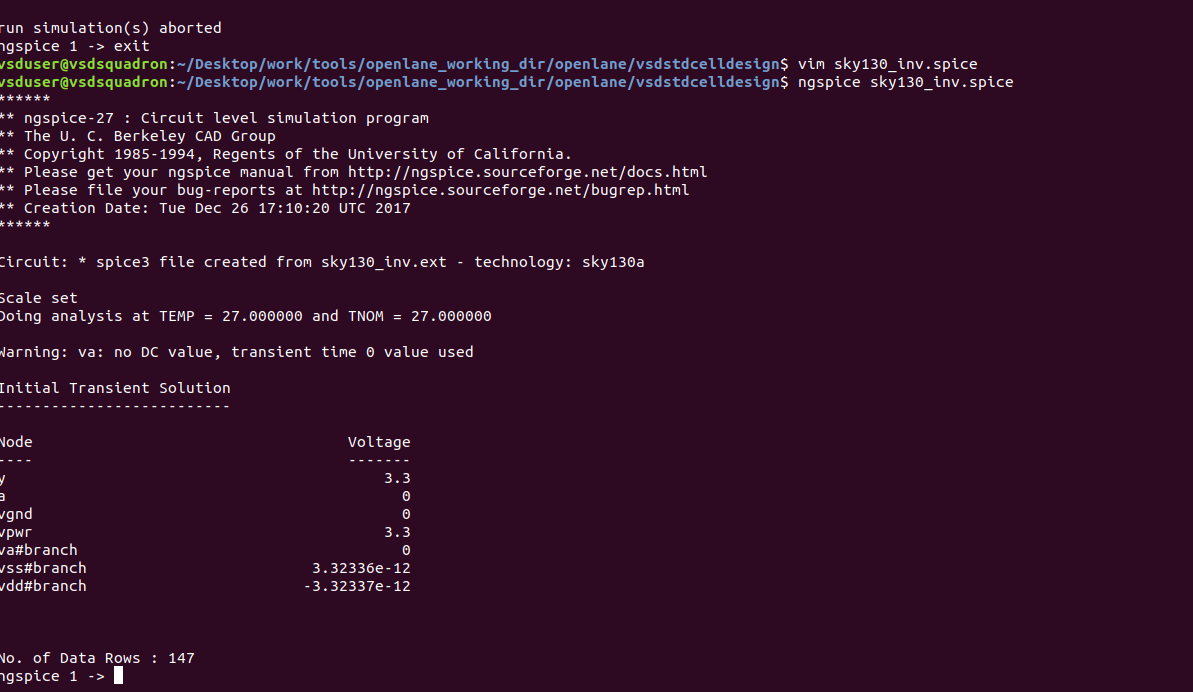 run simulation(s) aborted
ngspice 1 -> exit
vsduser@vsdsquadron:~/Desktop/work/tools/openlane_working_dir/openlane/vsdstdcelldesign$ vim sky130_inv.spice
vsduser@vsdsquadron:~/Desktop/work/tools/openlane_working_dir/openlane/vsdstdcelldesign$ ngspice sky130_inv.spice
******
** ngspice-27 : Circuit level simulation program
** The U. C. Berkeley CAD Group
** Copyright 1985-1994, Regents of the University of California.
** Please get your ngspice manual from http://ngspice.sourceforge.net/docs.html
** Please file your bug-reports at http://ngspice.sourceforge.net/bugrep.html
** Creation Date: Tue Dec 26 17:10:20 UTC 2017
******
Circuit: * spice3 file created from sky130_inv.ext - technology: sky130a
Scale set
Doing analysis at TEMP = 27.000000 and TNOM = 27.000000
Warning: va: no DC value, transient time 0 value used
Initial Transient Solution
--------------------------
Node Voltage
---- -------
y 3.3
a 0
vgnd 0
vpwr 3.3
va#branch 0
vss#branch 3.32336e-12
vdd#branch -3.32337e-12
No. of Data Rows : 147
ngspice 1 ->